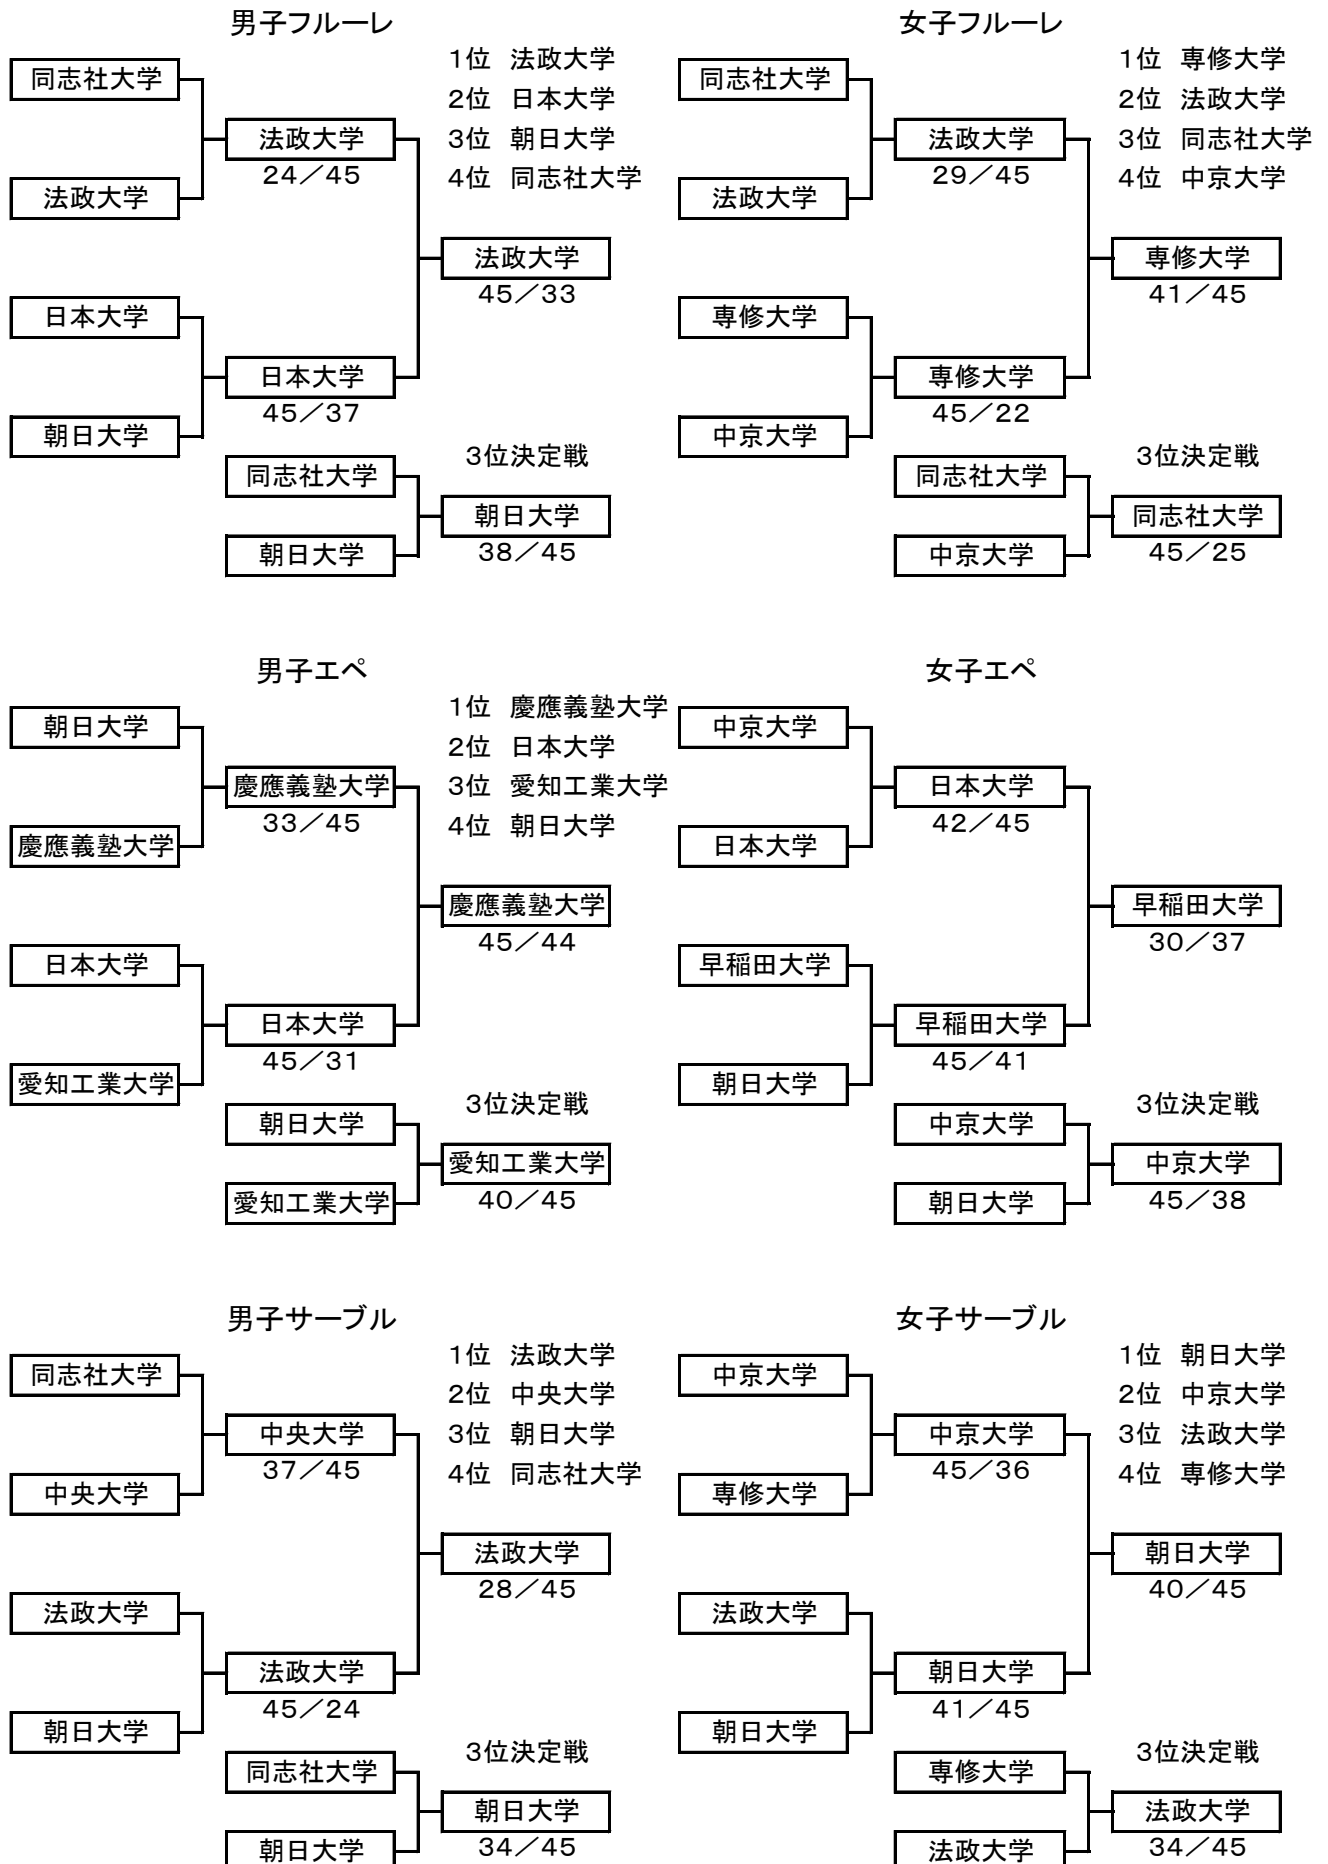 男子フルーレ
同志社大学
法政大学
日本大学
朝日大学
法政大学
24／45
日本大学
45／37
法政大学
45／33
1位 法政大学
2位 日本大学
3位 朝日大学
4位 同志社大学
3位決定戦
同志社大学
朝日大学
朝日大学
38／45
女子フルーレ
同志社大学
法政大学
専修大学
中京大学
法政大学
29／45
専修大学
45／22
専修大学
41／45
1位 専修大学
2位 法政大学
3位 同志社大学
4位 中京大学
3位決定戦
同志社大学
中京大学
同志社大学
45／25
男子エペ
朝日大学
慶應義塾大学
日本大学
愛知工業大学
慶應義塾大学
33／45
日本大学
45／31
慶應義塾大学
45／44
1位 慶應義塾大学
2位 日本大学
3位 愛知工業大学
4位 朝日大学
3位決定戦
朝日大学
愛知工業大学
愛知工業大学
40／45
女子エペ
中京大学
日本大学
早稲田大学
朝日大学
日本大学
42／45
早稲田大学
45／41
早稲田大学
30／37
3位決定戦
中京大学
朝日大学
中京大学
45／38
男子サーブル
同志社大学
中央大学
法政大学
朝日大学
中央大学
37／45
法政大学
45／24
法政大学
28／45
1位 法政大学
2位 中央大学
3位 朝日大学
4位 同志社大学
3位決定戦
同志社大学
朝日大学
朝日大学
34／45
女子サーブル
中京大学
専修大学
法政大学
朝日大学
中京大学
45／36
朝日大学
41／45
朝日大学
40／45
1位 朝日大学
2位 中京大学
3位 法政大学
4位 専修大学
3位決定戦
専修大学
法政大学
法政大学
34／45